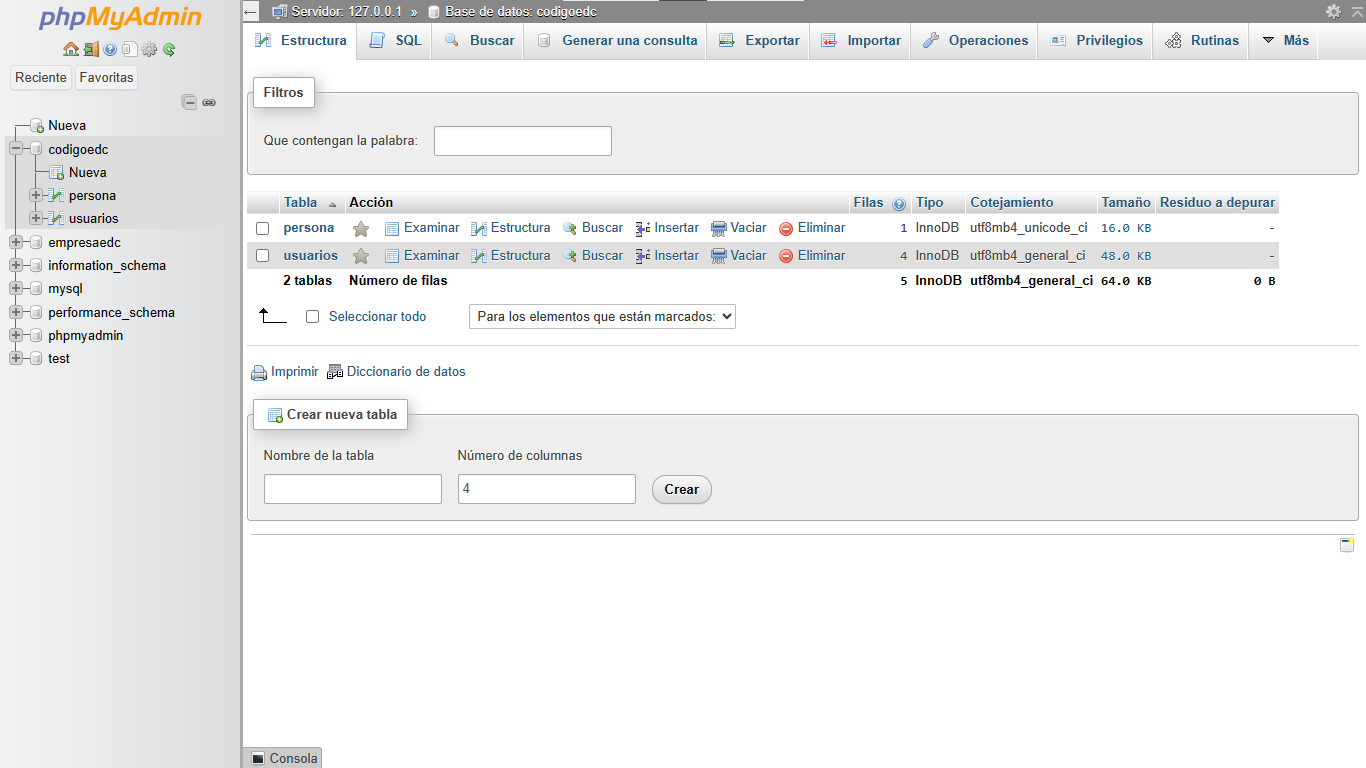 phpMyAdmin
Reciente Favoritas
Nueva
codigoedc
Nueva
persona
usuarios
empresaedc
information_schema
mysql
performance_schema
phpmyadmin
test
Servidor: 127.0.0.1 » Base de datos: codigoedc
Estructura SQL Buscar Generar una consulta Exportar Importar Operaciones Privilegios Rutinas Más
Filtros
Que contengan la palabra:
Tabla Acción Filas Tipo Cotejamiento Tamaño Residuo a depurar
persona Examinar Estructura Buscar Insertar Vaciar Eliminar 1 InnoDB utf8mb4_unicode_ci 16.0 KB -
usuarios Examinar Estructura Buscar Insertar Vaciar Eliminar 4 InnoDB utf8mb4_general_ci 48.0 KB -
2 tablas Número de filas 5 InnoDB utf8mb4_general_ci 64.0 KB 0 B
Seleccionar todo Para los elementos que están marcados:
Imprimir Diccionario de datos
Crear nueva tabla
Nombre de la tabla Número de columnas
4 Crear
Consola